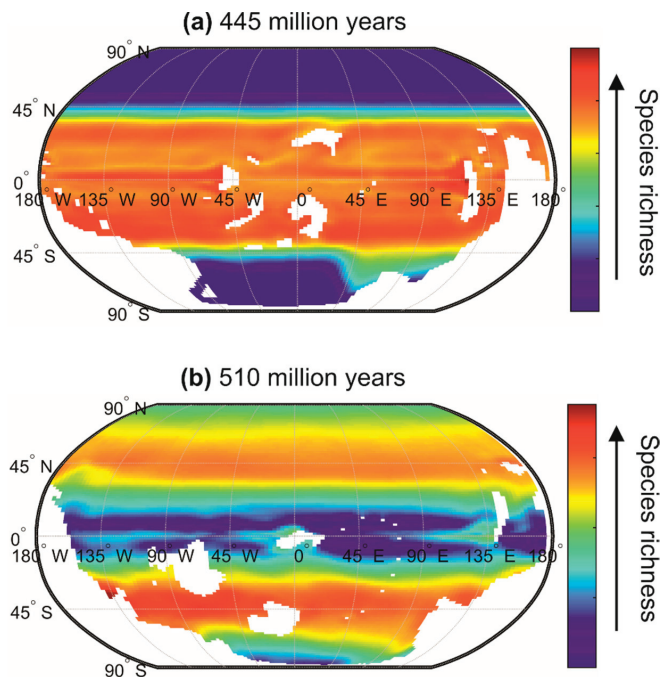 (a) 445 million years
90° N
45° N
0°
180° W 135° W 90° W 45° W 0° 45° E 90° E 135° E 180° E
45° S
90° S
Species richness
(b) 510 million years
90° N
45° N
0°
180° W 135° W 90° W 45° W 0° 45° E 90° E 135° E 180° E
45° S
90° S
Species richness